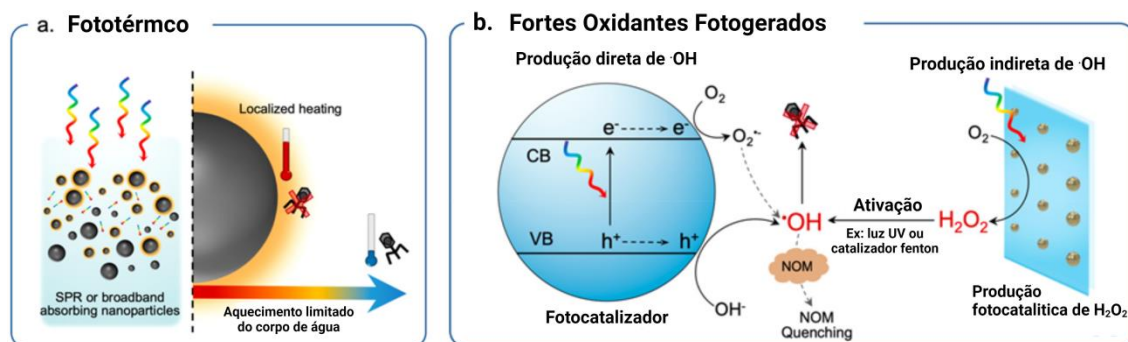 a. Fototérmco
Localized heating
SPR or broadband
absorbing nanoparticles
Aquecimento limitado
do corpo de água
b. Fortes Oxidantes Fotogerados
Produção direta de ·OH
O₂
e⁻ e⁻
O₂•⁻
CB
VB
h⁺ h⁺
OH⁻
Fotocatalizador
•OH
NOM
NOM
Quenching
Ativação
Ex: luz UV ou
catalizador fenton
Produção indireta de ·OH
O₂
H₂O₂
Produção
fotocatalitica de H₂O₂